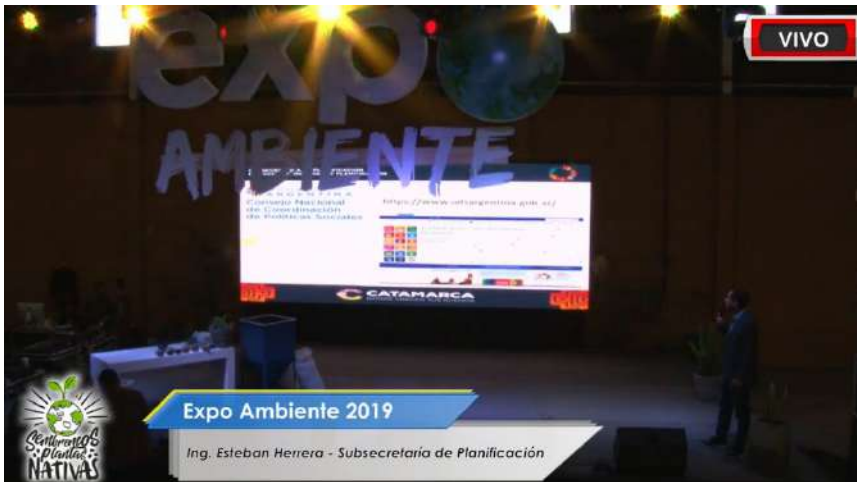 VIVO
expo
AMBIENTE
ARGENTINA
Consejo Nacional
de Coordinación
de Políticas Sociales
https://www.odsargentina.gob.ar/
CATAMARCA
Expo Ambiente 2019
Ing. Esteban Herrera - Subsecretaría de Planificación
Sembremos
Plantas
NATIVAS